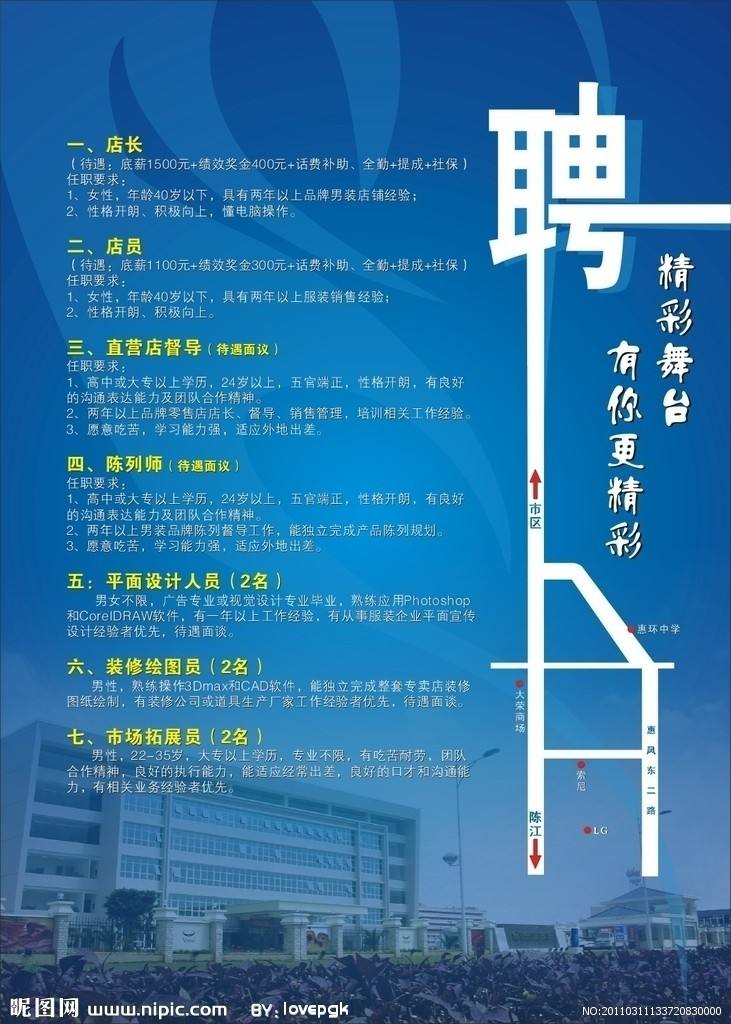 聘
精彩舞台
有你更精彩
一、店长
（待遇：底薪1500元+绩效奖金400元+话费补助、全勤+提成+社保）
任职要求：
1、女性，年龄40岁以下，具有两年以上品牌男装店铺经验；
2、性格开朗、积极向上，懂电脑操作。
二、店员
（待遇：底薪1100元+绩效奖金300元+话费补助、全勤+提成+社保）
任职要求：
1、女性，年龄40岁以下，具有两年以上服装销售经验；
2、性格开朗、积极向上。
三、直营店督导（待遇面议）
任职要求：
1、高中或大专以上学历，24岁以上，五官端正，性格开朗，有良好
的沟通表达能力及团队合作精神。
2、两年以上品牌零售店店长、督导、销售管理，培训相关工作经验。
3、愿意吃苦，学习能力强，适应外地出差。
四、陈列师（待遇面议）
任职要求：
1、高中或大专以上学历，24岁以上，五官端正，性格开朗，有良好
的沟通表达能力及团队合作精神。
2、两年以上男装品牌陈列督导工作，能独立完成产品陈列规划。
3、愿意吃苦，学习能力强，适应外地出差。
五：平面设计人员（2名）
男女不限，广告专业或视觉设计专业毕业，熟练应用Photoshop
和CorelDRAW软件，有一年以上工作经验，有从事服装企业平面宣传
设计经验者优先，待遇面谈。
六、装修绘图员（2名）
男性，熟练操作3Dmax和CAD软件，能独立完成整套专卖店装修
图纸绘制，有装修公司或道具生产厂家工作经验者优先，待遇面谈。
七、市场拓展员（2名）
男性，22-35岁，大专以上学历，专业不限，有吃苦耐劳，团队
合作精神，良好的执行能力，能适应经常出差，良好的口才和沟通能
力，有相关业务经验者优先。
市区
惠环中学
大荣商场
惠风东二路
索尼
陈江
LG
昵图网 www.nipic.com BY: lovepgk
NO:20110311133720830000